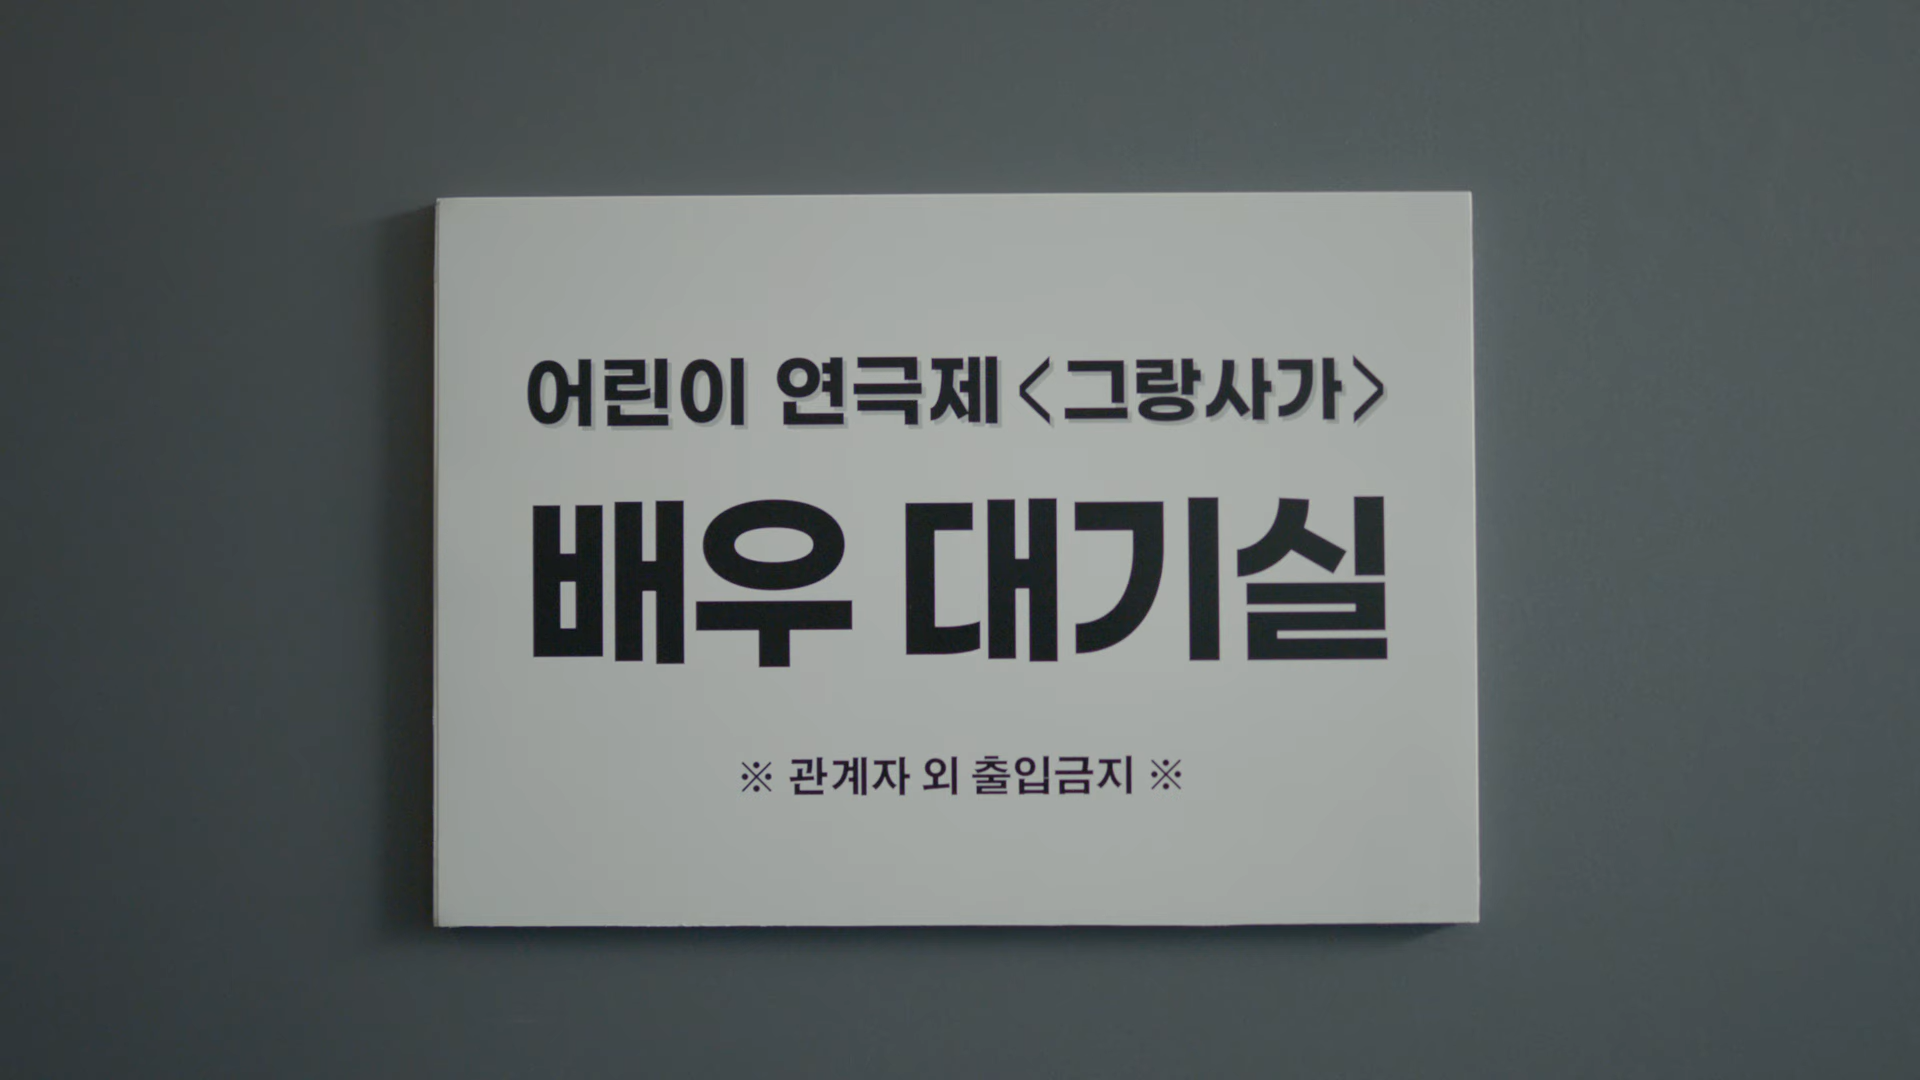 어린이 연극제 <그랑사가>
배우 대기실
※ 관계자 외 출입금지 ※